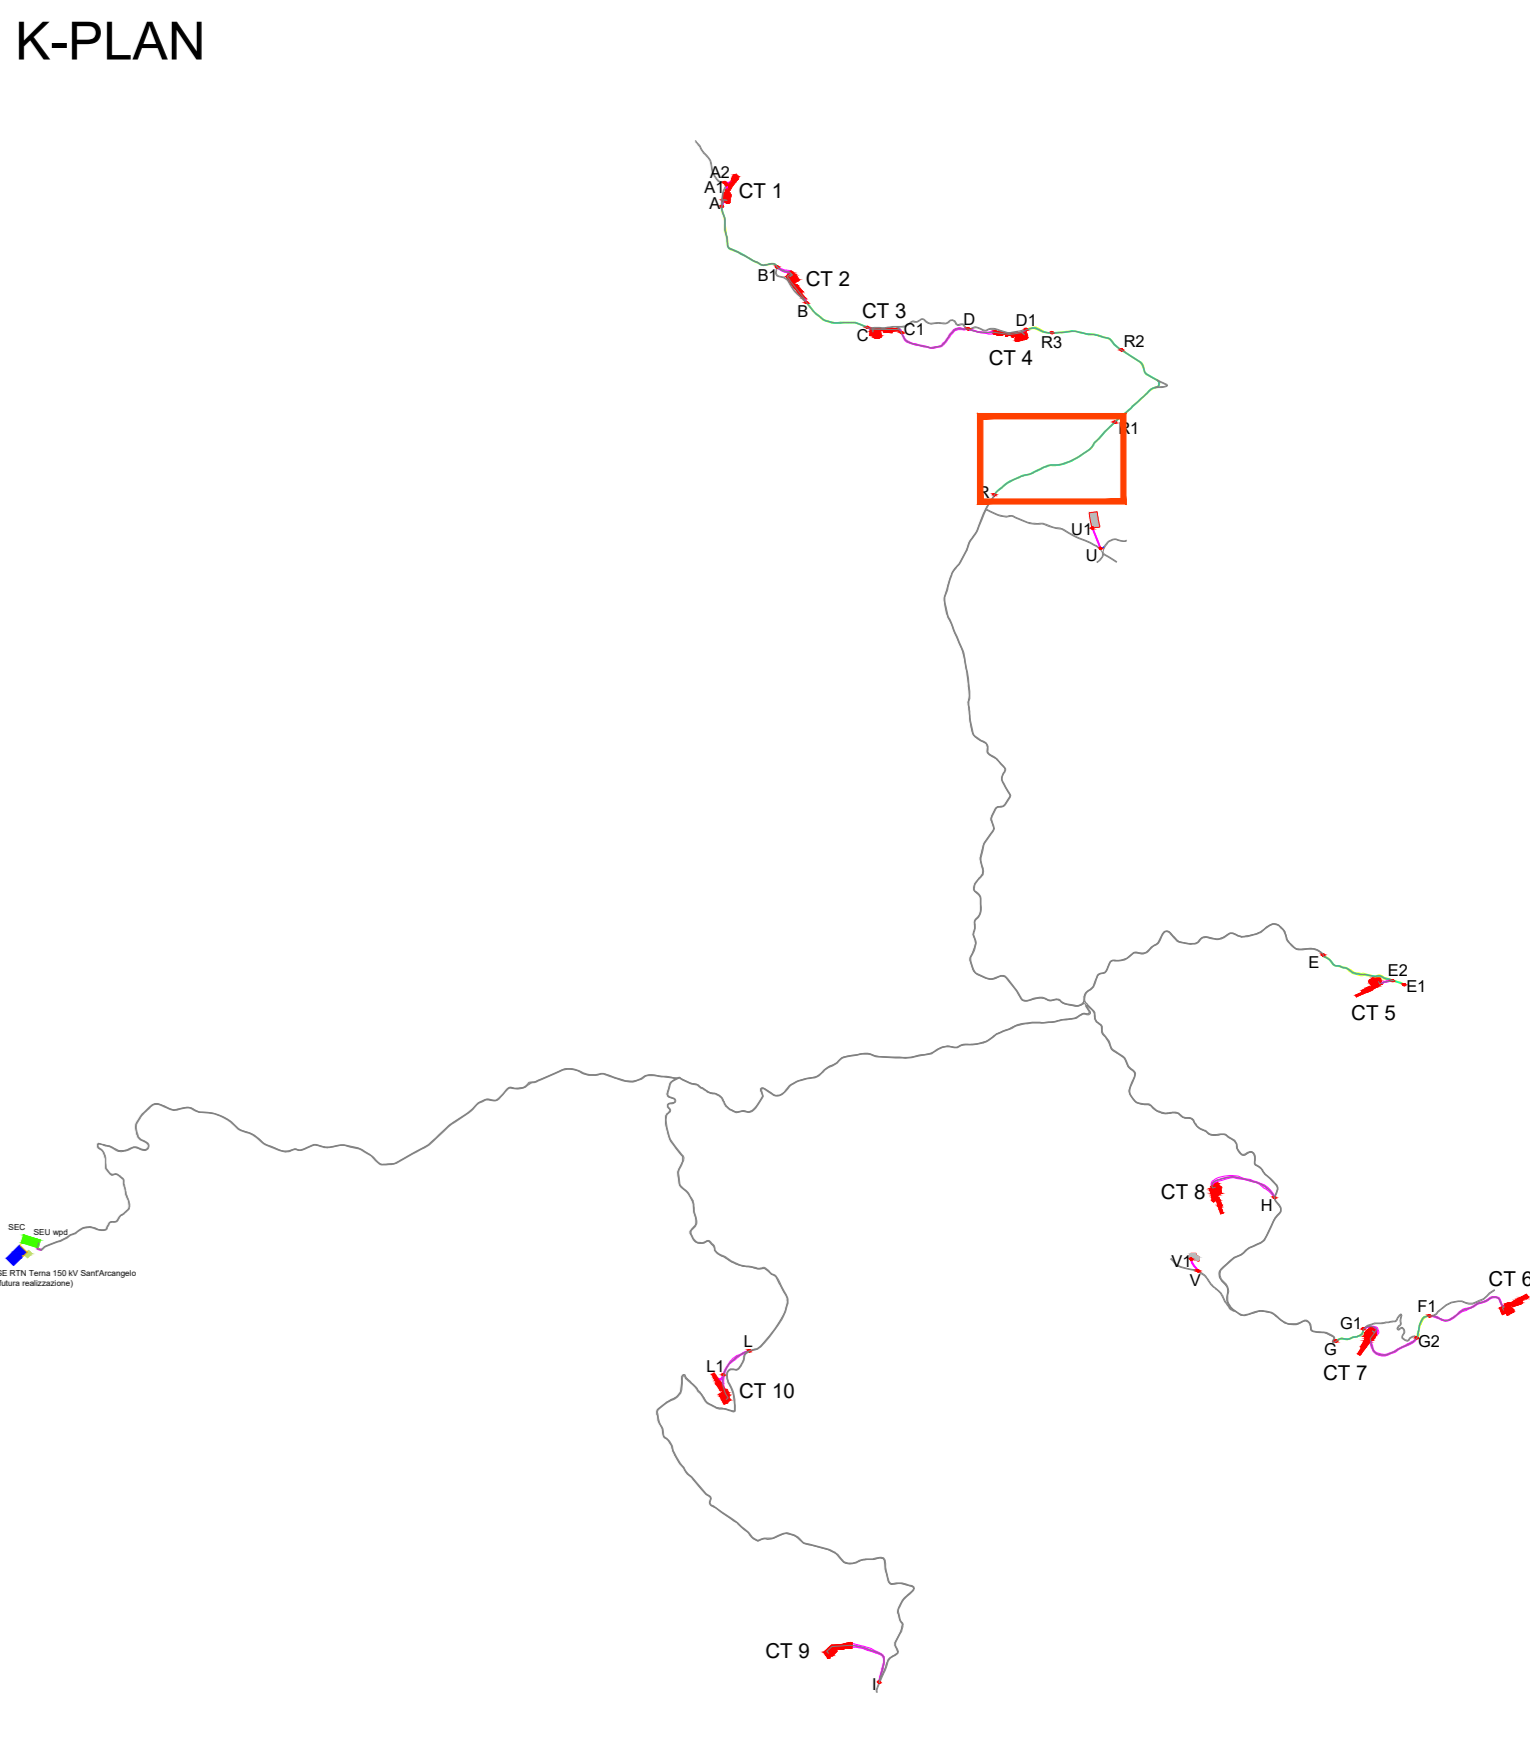 K-PLAN
A2
A1
CT 1
A
B1
CT 2
B
CT 3
C
C1
D
D1
CT 4
R3
R2
R1
R
U1
U
E
E2
E1
CT 5
CT 8
H
V1
V
CT 6
F1
G1
G
G2
CT 7
SEC
SEU wpd
SE RTN Terna 150 kV Sant'Arcangelo
futura realizzazione)
L
L1
CT 10
CT 9
I